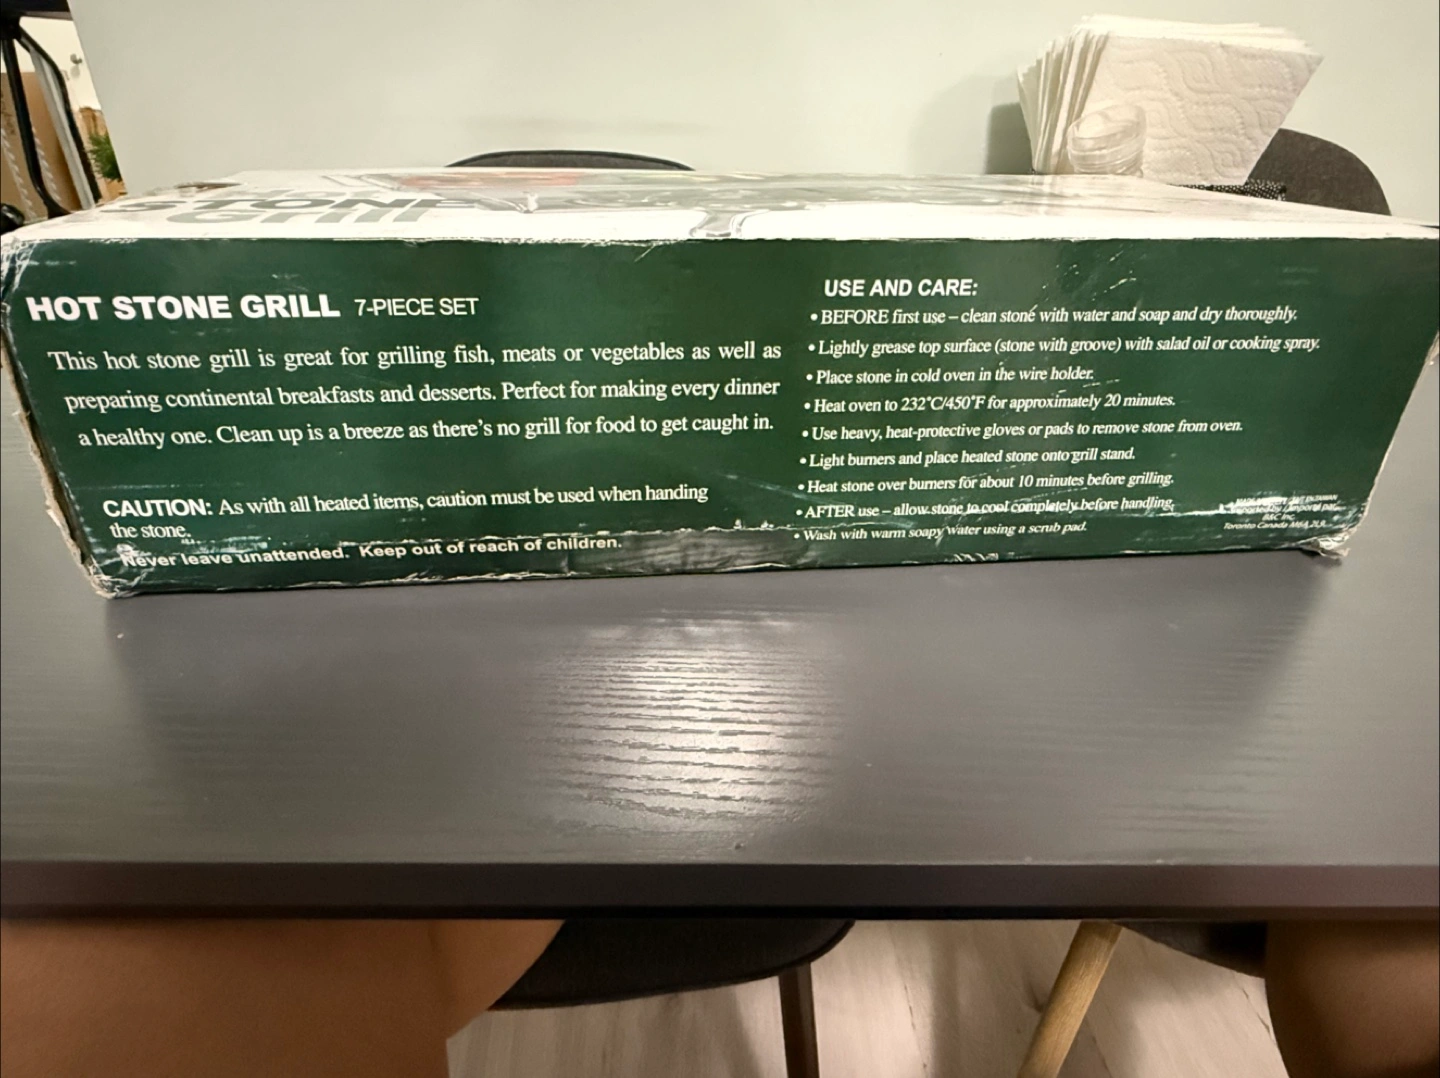 STONE
Grill
HOT STONE GRILL 7-PIECE SET
This hot stone grill is great for grilling fish, meats or vegetables as well as
preparing continental breakfasts and desserts. Perfect for making every dinner
a healthy one. Clean up is a breeze as there's no grill for food to get caught in.
CAUTION: As with all heated items, caution must be used when handing
the stone.
Never leave unattended. Keep out of reach of children.
USE AND CARE:
• BEFORE first use – clean stone with water and soap and dry thoroughly.
• Lightly grease top surface (stone with groove) with salad oil or cooking spray.
• Place stone in cold oven in the wire holder.
• Heat oven to 232°C/450°F for approximately 20 minutes.
• Use heavy, heat-protective gloves or pads to remove stone from oven.
• Light burners and place heated stone onto grill stand.
• Heat stone over burners for about 10 minutes before grilling.
• AFTER use – allow stone to cool completely before handling.
• Wash with warm soapy water using a scrub pad.
Toronto Canada